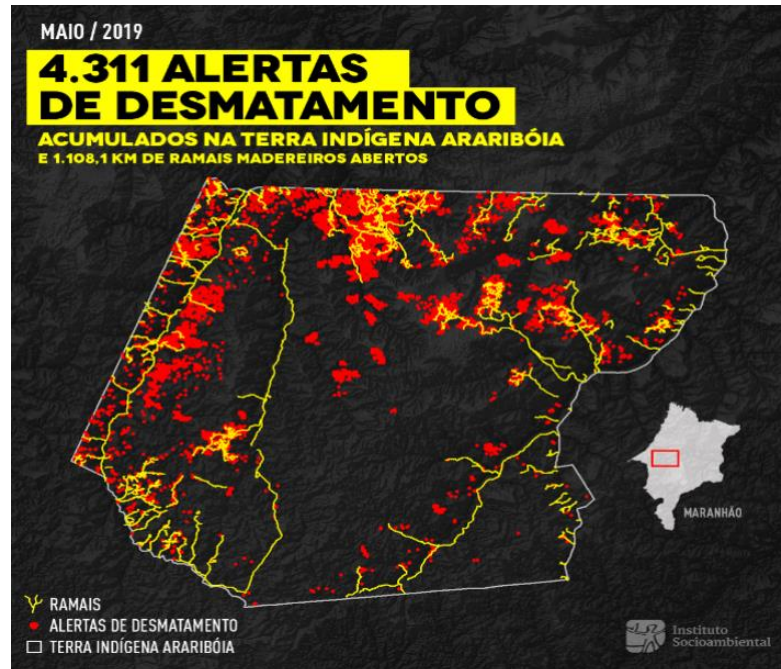 MAIO / 2019
4.311 ALERTAS
DE DESMATAMENTO
ACUMULADOS NA TERRA INDÍGENA ARARIBÓIA
E 1.108,1 KM DE RAMAIS MADEREIROS ABERTOS
MARANHÃO
RAMAIS
ALERTAS DE DESMATAMENTO
TERRA INDÍGENA ARARIBÓIA
Instituto
Socioambiental